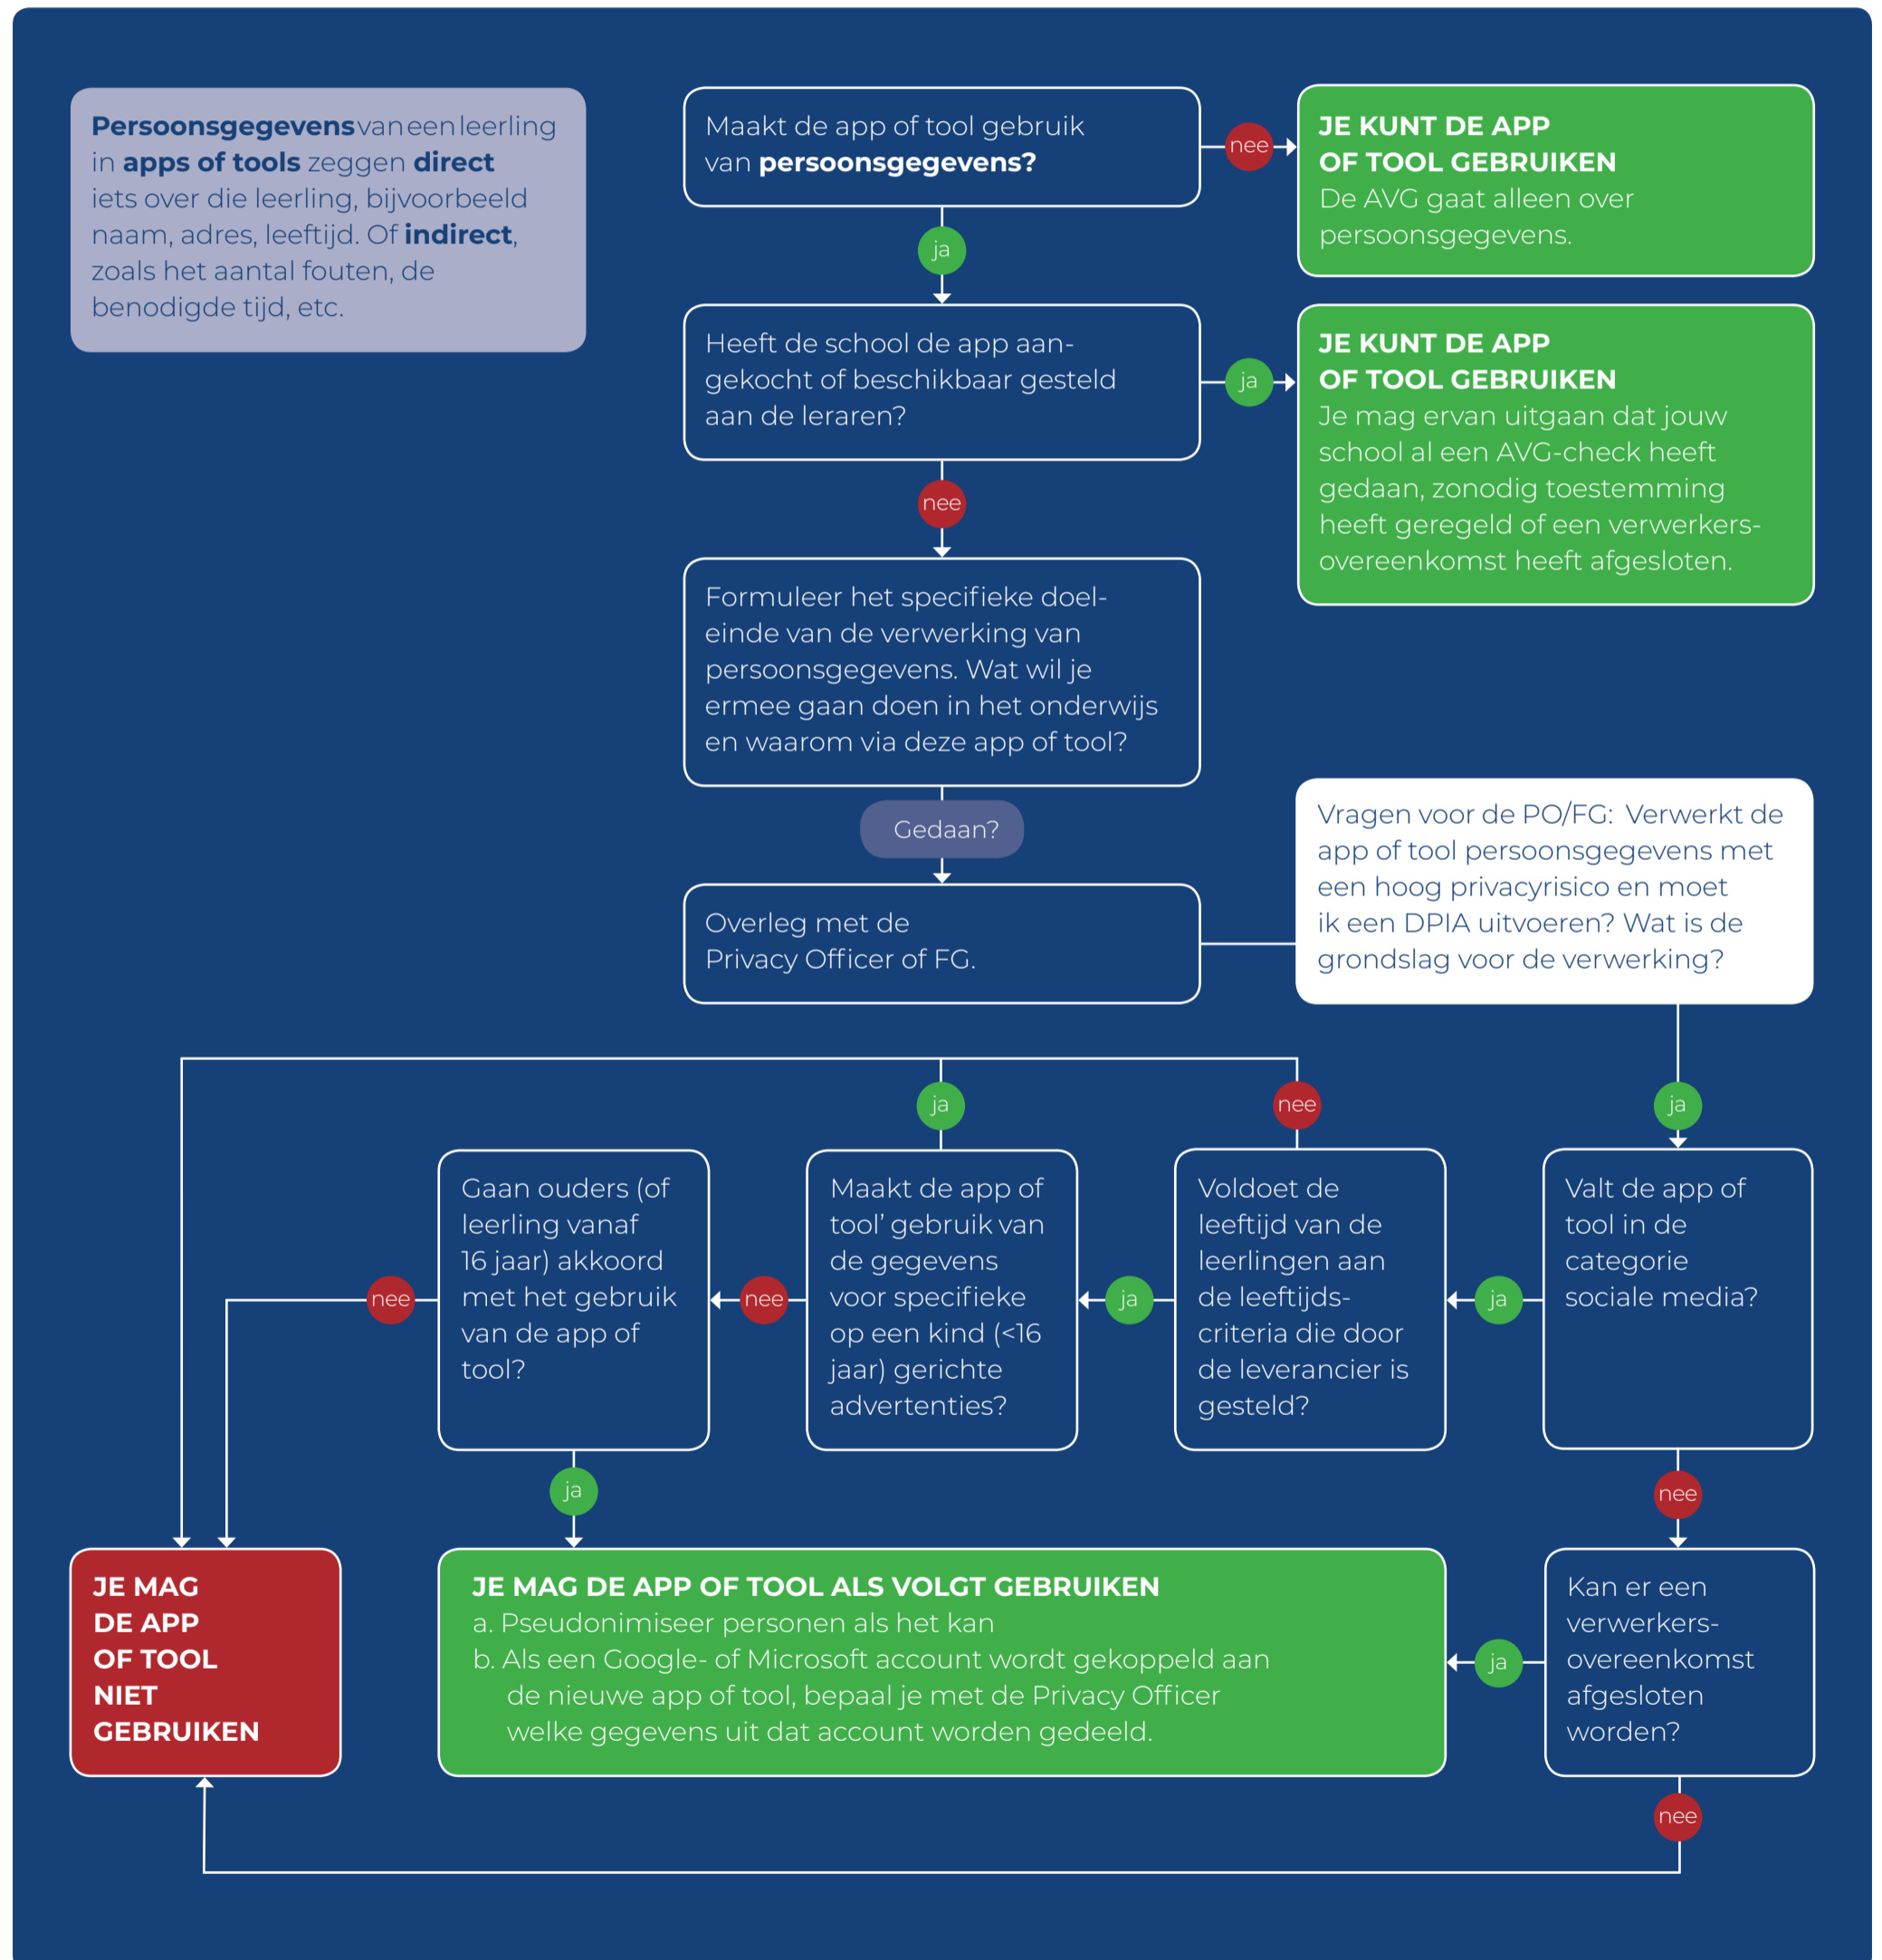 Persoonsgegevens van een leerling
in apps of tools zeggen direct
iets over die leerling, bijvoorbeeld
naam, adres, leeftijd. Of indirect,
zoals het aantal fouten, de
benodigde tijd, etc.
Maakt de app of tool gebruik
van persoonsgegevens?
nee
JE KUNT DE APP
OF TOOL GEBRUIKEN
De AVG gaat alleen over
persoonsgegevens.
ja
Heeft de school de app aan-
gekocht of beschikbaar gesteld
aan de leraren?
ja
JE KUNT DE APP
OF TOOL GEBRUIKEN
Je mag ervan uitgaan dat jouw
school al een AVG-check heeft
gedaan, zonodig toestemming
heeft geregeld of een verwerkers-
overeenkomst heeft afgesloten.
nee
Formuleer het specifieke doel-
einde van de verwerking van
persoonsgegevens. Wat wil je
ermee gaan doen in het onderwijs
en waarom via deze app of tool?
Gedaan?
Overleg met de
Privacy Officer of FG.
Vragen voor de PO/FG: Verwerkt de
app of tool persoonsgegevens met
een hoog privacyrisico en moet
ik een DPIA uitvoeren? Wat is de
grondslag voor de verwerking?
ja
nee
ja
Gaan ouders (of
leerling vanaf
16 jaar) akkoord
met het gebruik
van de app of
tool?
Maakt de app of
tool’ gebruik van
de gegevens
voor specifieke
op een kind (<16
jaar) gerichte
advertenties?
Voldoet de
leeftijd van de
leerlingen aan
de leeftijds-
criteria die door
de leverancier is
gesteld?
Valt de app of
tool in de
categorie
sociale media?
nee
nee
ja
ja
ja
nee
JE MAG
DE APP
OF TOOL
NIET
GEBRUIKEN
JE MAG DE APP OF TOOL ALS VOLGT GEBRUIKEN
a. Pseudonimiseer personen als het kan
b. Als een Google- of Microsoft account wordt gekoppeld aan
de nieuwe app of tool, bepaal je met de Privacy Officer
welke gegevens uit dat account worden gedeeld.
ja
Kan er een
verwerkers-
overeenkomst
afgesloten
worden?
nee